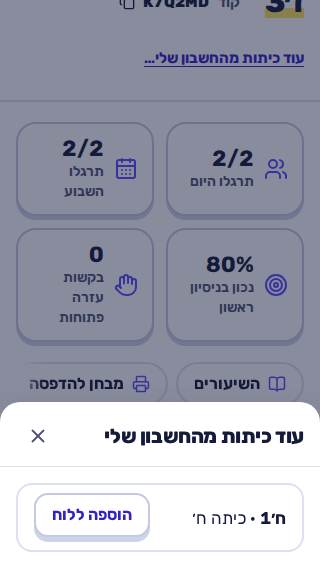 ו׳3
קוד K7Q2MD
עוד כיתות מהחשבון שלי...
2/2
תרגלו היום
2/2
תרגלו
השבוע
80%
נכון בניסיון
ראשון
0
בקשות
עזרה
פתוחות
השיעורים
מבחן להדפסה
עוד כיתות מהחשבון שלי
ח׳1 · כיתה ח׳
הוספה ללוח